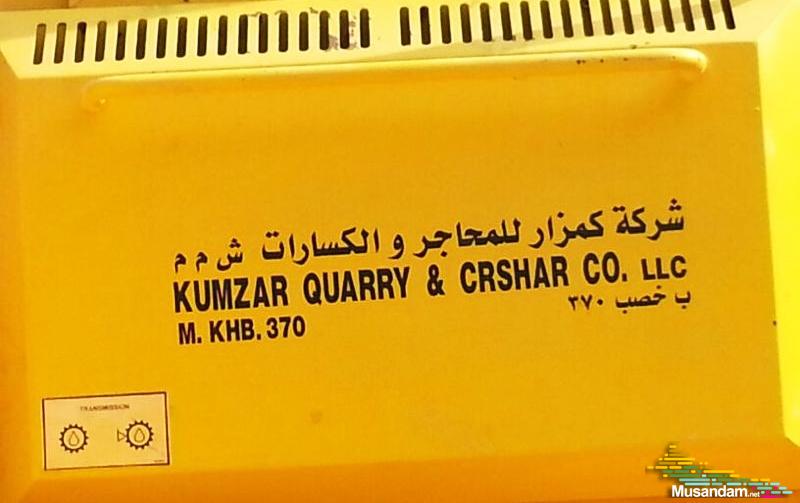 شركة كمزار للمحاجر و الكسارات ش م م
KUMZAR QUARRY & CRSHAR CO. LLC
M. KHB. 370
ب خصب ٣٧٠
TRANSMISSION
Musandam.net